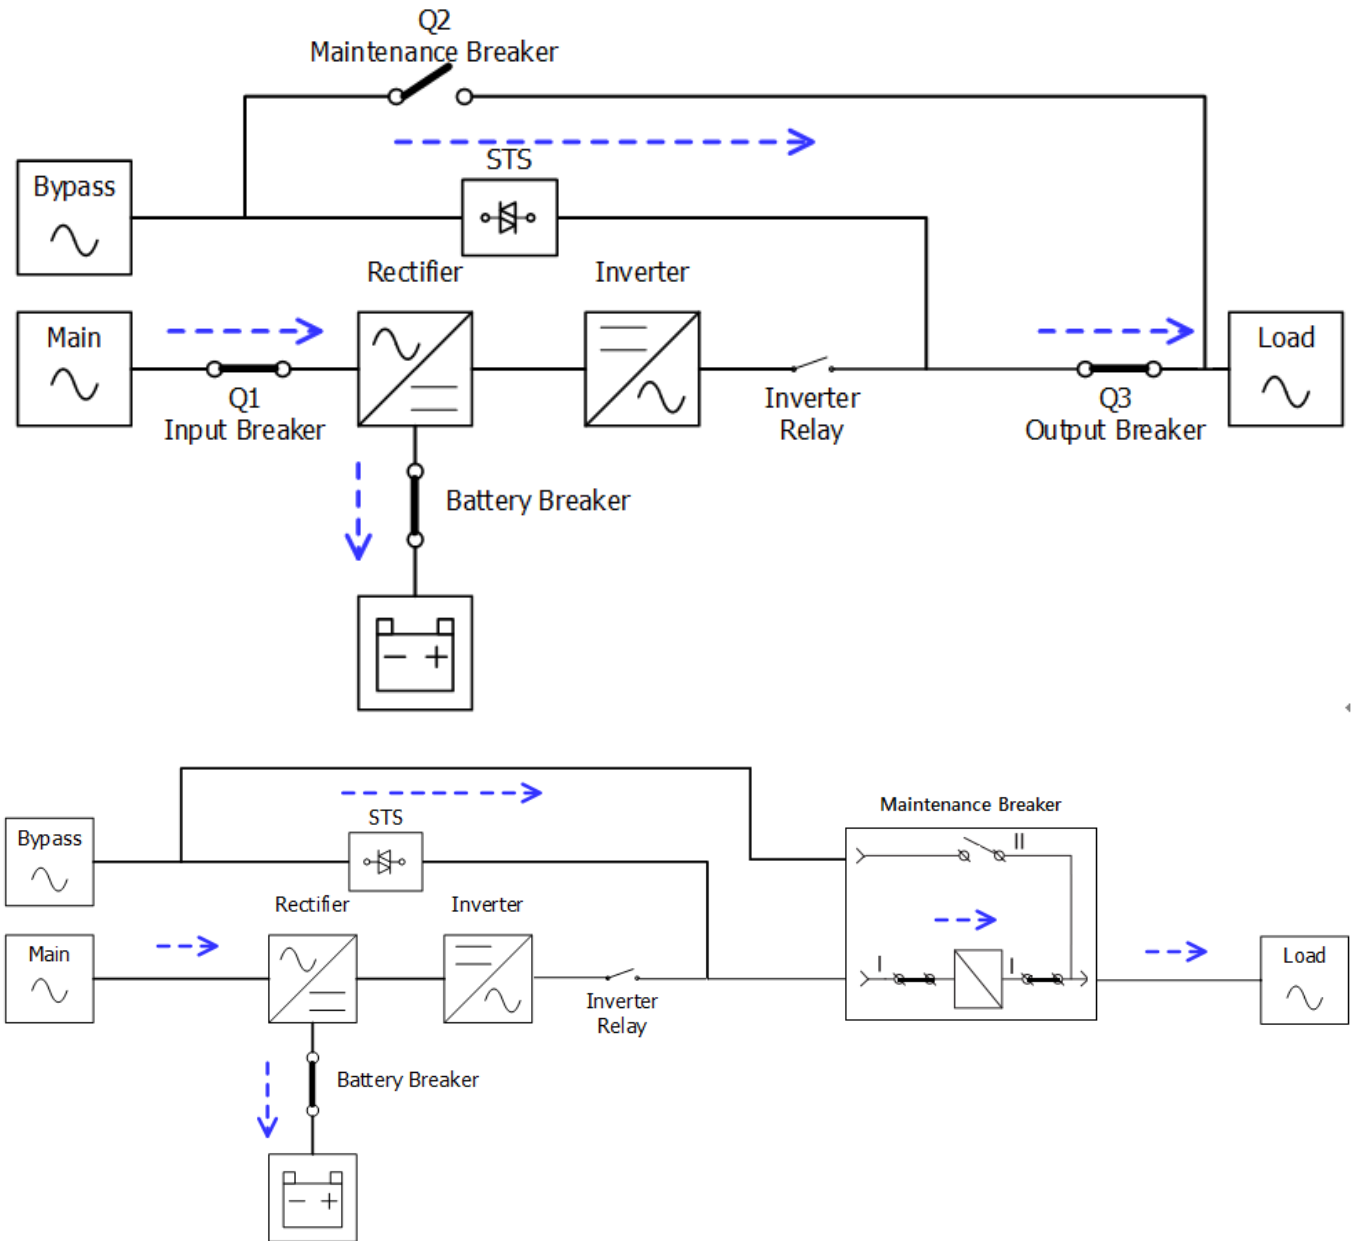 Q2
Maintenance Breaker
STS
Bypass
Rectifier
Inverter
Main
Load
Q1
Input Breaker
Inverter
Relay
Q3
Output Breaker
Battery Breaker
- +
Maintenance Breaker
STS
Bypass
II
Rectifier
Inverter
Main
I
I
Load
Inverter
Relay
Battery Breaker
- +